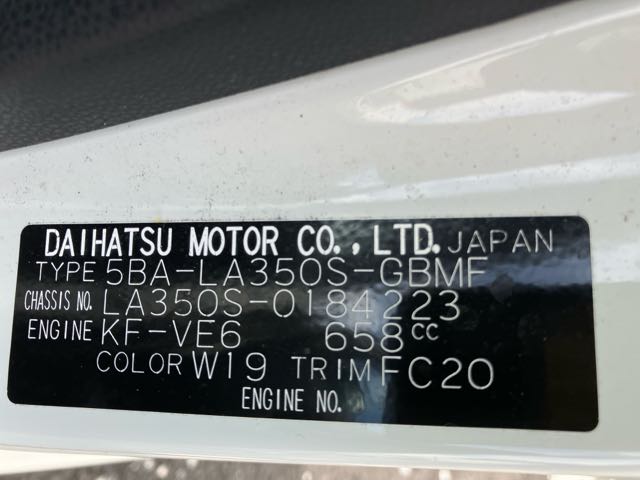 DAIHATSU MOTOR CO., LTD. JAPAN
TYPE 5BA-LA350S-GBMF
CHASSIS NO. LA350S-0184223
ENGINE KF-VE6 658CC
COLOR W19 TRIM FC20
ENGINE NO.